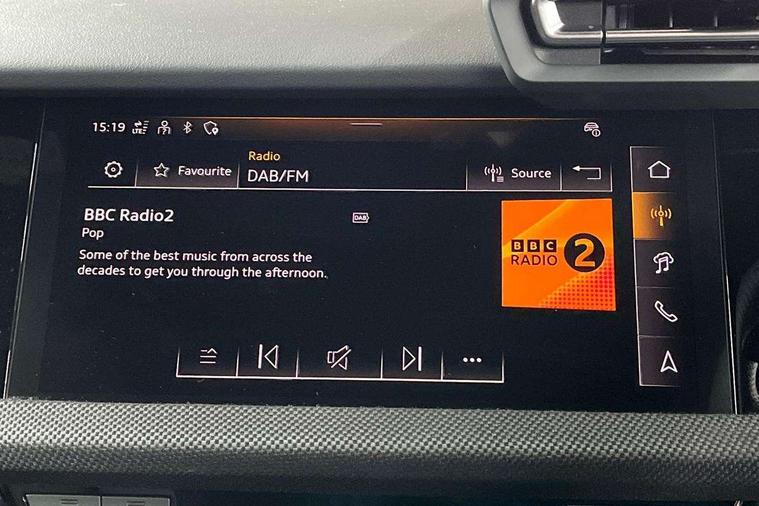 15:19 LTE
Radio
Favourite DAB/FM Source
BBC Radio2 DAB
Pop
Some of the best music from across the
decades to get you through the afternoon.
BBC
RADIO 2